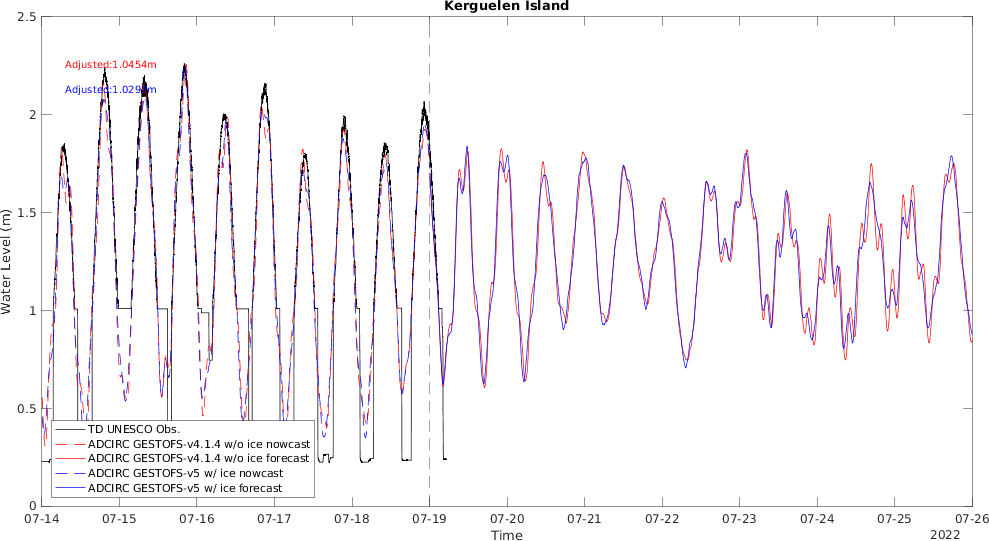 Kerguelen Island
2.5
2
1.5
1
0.5
0
Water Level (m)
Adjusted:1.0454m
TD UNESCO Obs.
ADCIRC GESTOFS-v4.1.4 w/o ice nowcast
ADCIRC GESTOFS-v4.1.4 w/o ice forecast
ADCIRC GESTOFS-v5 w/ ice nowcast
ADCIRC GESTOFS-v5 w/ ice forecast
07-14 07-15 07-16 07-17 07-18 07-19 07-20 07-21 07-22 07-23 07-24 07-25 07-26
Time
2022